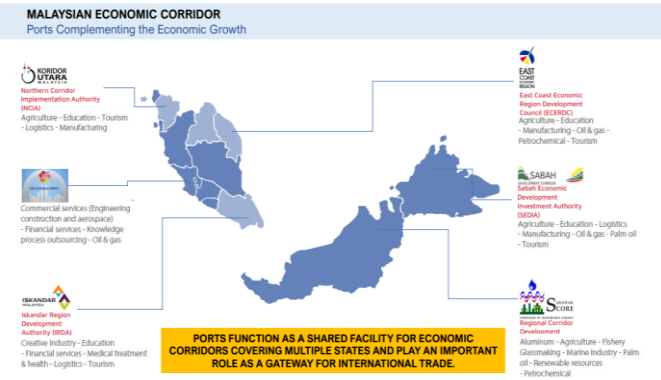 MALAYSIAN ECONOMIC CORRIDOR
Ports Complementing the Economic Growth
KORIDOR
UTARA
MALAYSIA
Northern Corridor
Implementation Authority
(NCIA)
Agriculture - Education - Tourism
- Logistics - Manufacturing
Commercial services (Engineering
construction and aerospace)
- Financial services - Knowledge
process outsourcing - Oil & gas
ISKANDAR
MALAYSIA
Iskandar Region
Development
Authority (IRDA)
Creative Industry - Education
- Financial services - Medical treatment
& health - Logistics - Tourism
EAST
COAST
ECONOMIC
REGION
East Coast Economic
Region Development
Council (ECERDC)
Agriculture - Education
- Manufacturing - Oil & gas -
Petrochemical - Tourism
SABAH
DEVELOPMENT CORRIDOR
Sabah Economic
Development
Investment Authority
(SEDIA)
Agriculture - Education - Logistics
- Manufacturing - Oil & gas - Palm oil
- Tourism
SARAWAK
SCORE
Regional Corridor
Development
Aluminum - Agriculture - Fishery
Glassmaking - Marine industry - Palm
oil - Renewable resources
- Petrochemical
PORTS FUNCTION AS A SHARED FACILITY FOR ECONOMIC
CORRIDORS COVERING MULTIPLE STATES AND PLAY AN IMPORTANT
ROLE AS A GATEWAY FOR INTERNATIONAL TRADE.